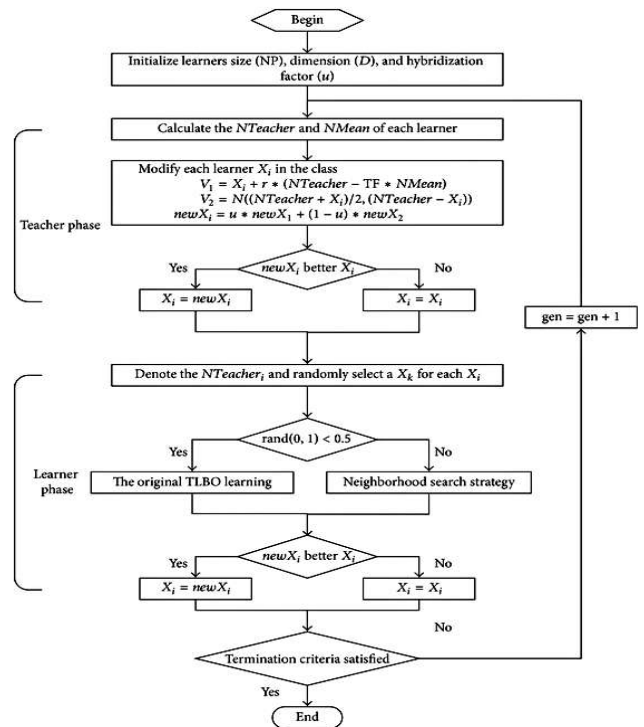 Begin
Initialize learners size (NP), dimension (D), and hybridization
factor (u)
Calculate the NTeacher and NMean of each learner
Modify each learner X_i in the class
V_1 = X_i + r * (NTeacher − TF * NMean)
V_2 = N((NTeacher + X_i)/2, (NTeacher − X_i))
newX_i = u * newX_1 + (1 − u) * newX_2
Teacher phase
Yes
newX_i better X_i
No
X_i = newX_i
X_i = X_i
gen = gen + 1
Denote the NTeacher_i and randomly select a X_k for each X_i
rand(0, 1) < 0.5
Yes
No
Learner
phase
The original TLBO learning
Neighborhood search strategy
newX_i better X_i
Yes
No
X_i = newX_i
X_i = X_i
No
Termination criteria satisfied
Yes
End